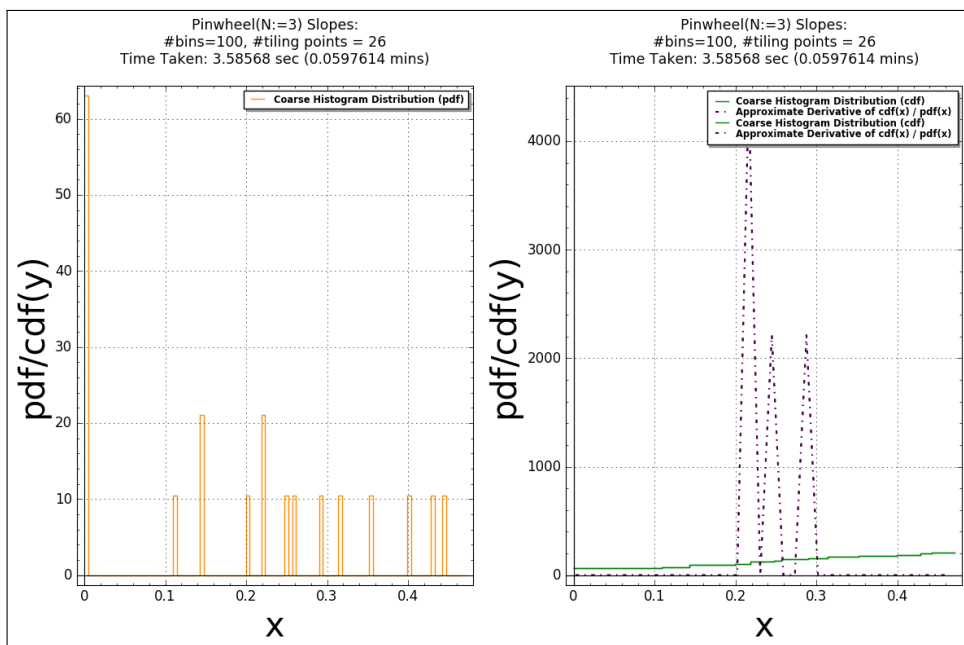 Pinwheel(N:=3) Slopes:
#bins=100, #tiling points = 26
Time Taken: 3.58568 sec (0.0597614 mins)
Coarse Histogram Distribution (pdf)
60
50
40
30
20
10
0
pdf/cdf(y)
0
0.1
0.2
0.3
0.4
x
Pinwheel(N:=3) Slopes:
#bins=100, #tiling points = 26
Time Taken: 3.58568 sec (0.0597614 mins)
Coarse Histogram Distribution (cdf)
Approximate Derivative of cdf(x) / pdf(x)
Coarse Histogram Distribution (cdf)
Approximate Derivative of cdf(x) / pdf(x)
4000
3000
2000
1000
0
pdf/cdf(y)
0
0.1
0.2
0.3
0.4
x